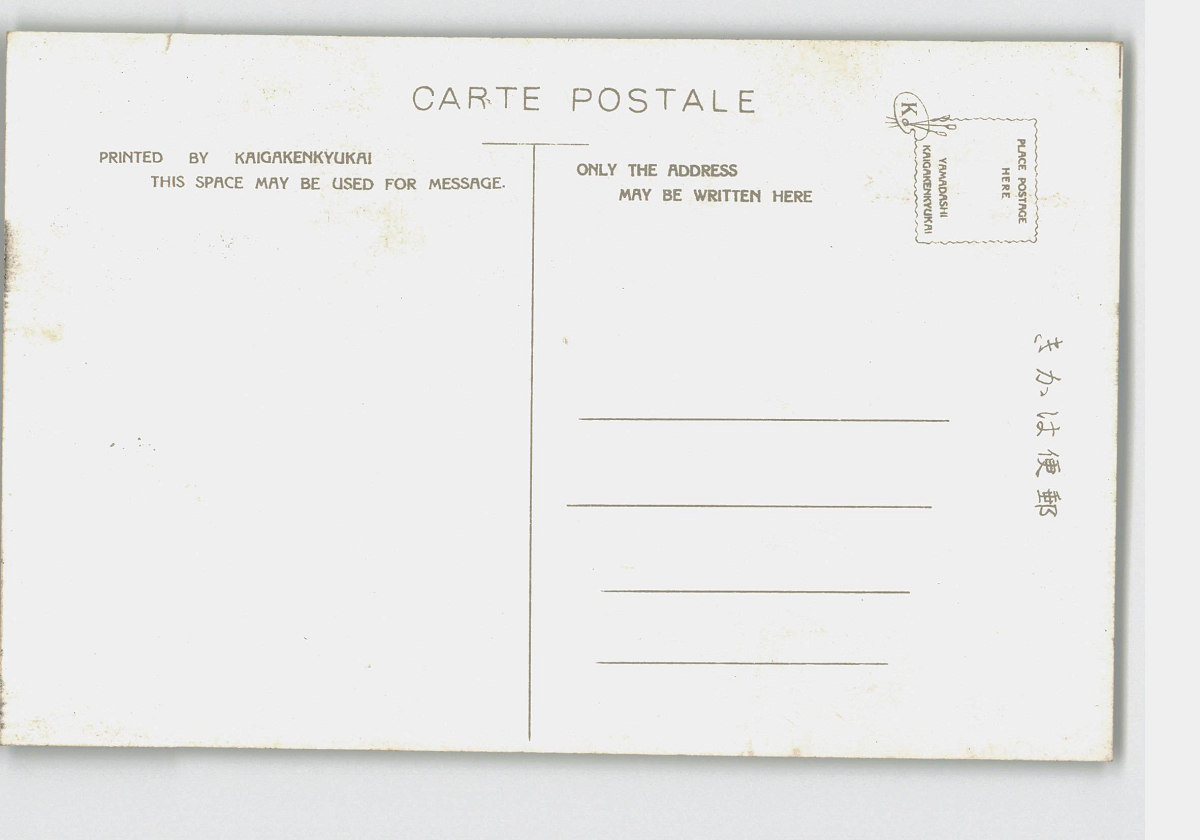 CARTE POSTALE
PRINTED BY KAIGAKENKYUKAI
THIS SPACE MAY BE USED FOR MESSAGE.
ONLY THE ADDRESS
MAY BE WRITTEN HERE
K
PLACE POSTAGE
HERE
YAMADASHI
KAIGAKENKYUKAI
郵便はがき